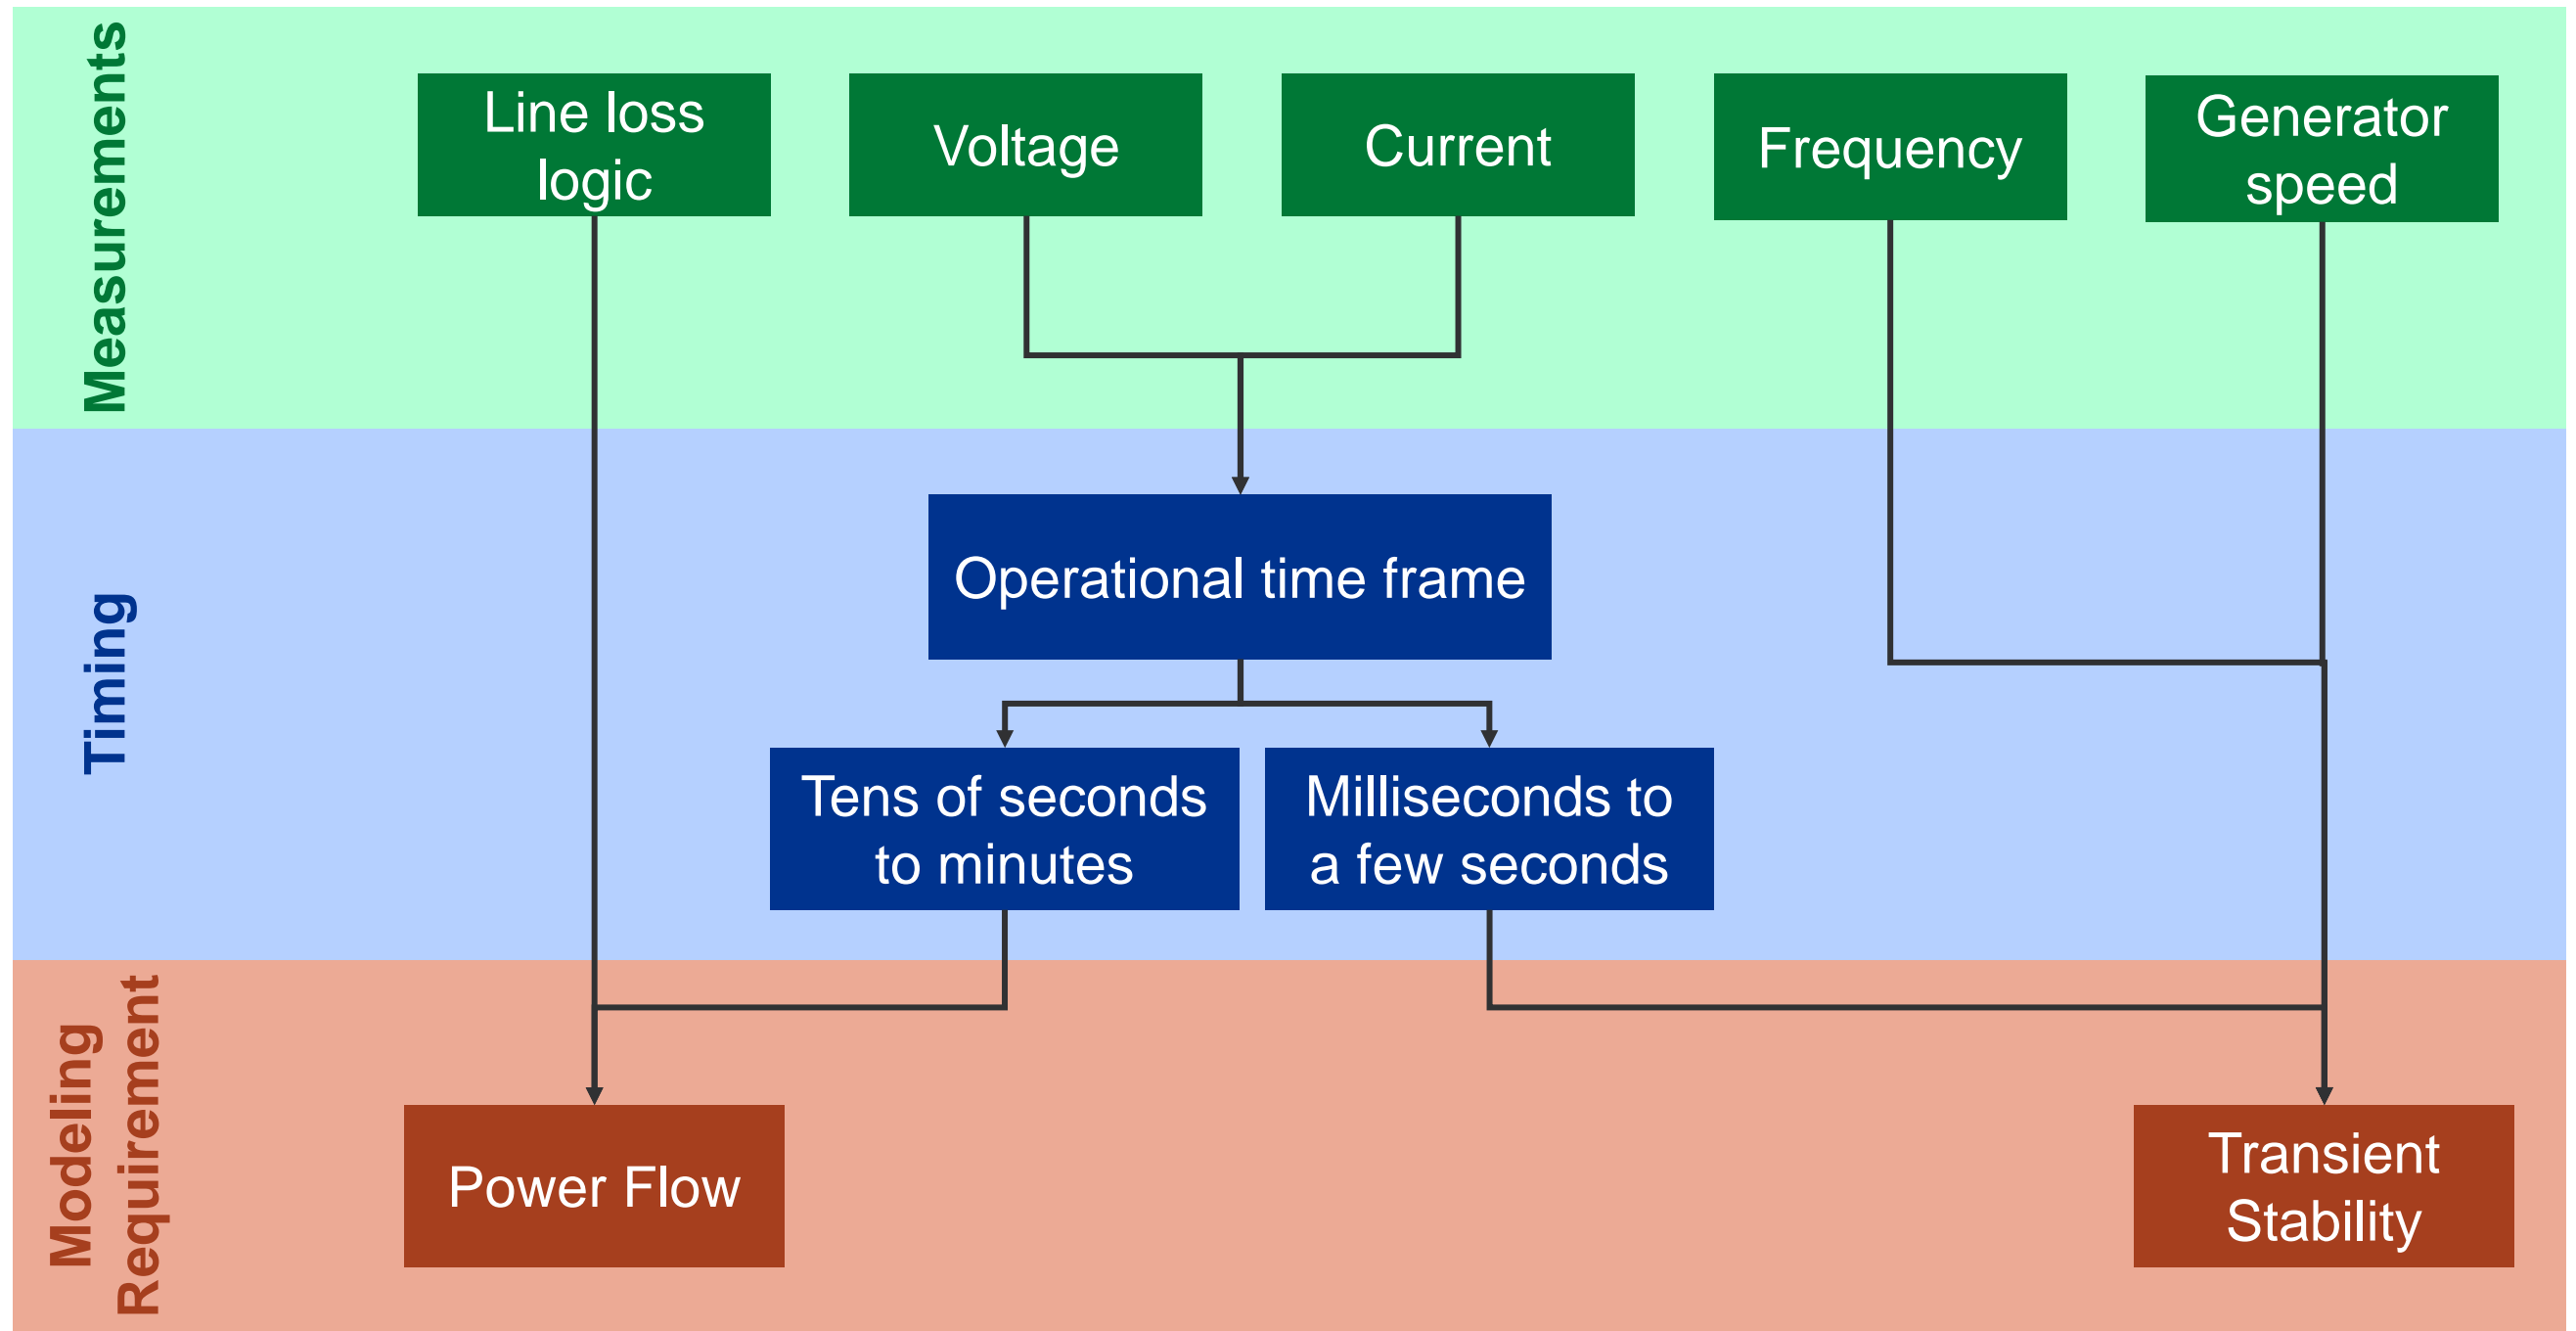 Measurements
Line loss
logic
Voltage
Current
Frequency
Generator
speed
Timing
Operational time frame
Tens of seconds
to minutes
Milliseconds to
a few seconds
Modeling
Requirement
Power Flow
Transient
Stability